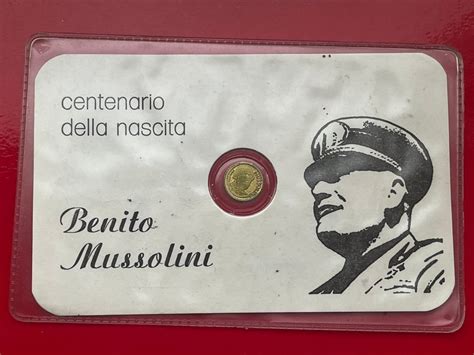 centenario
della nascita
Benito
Mussolini